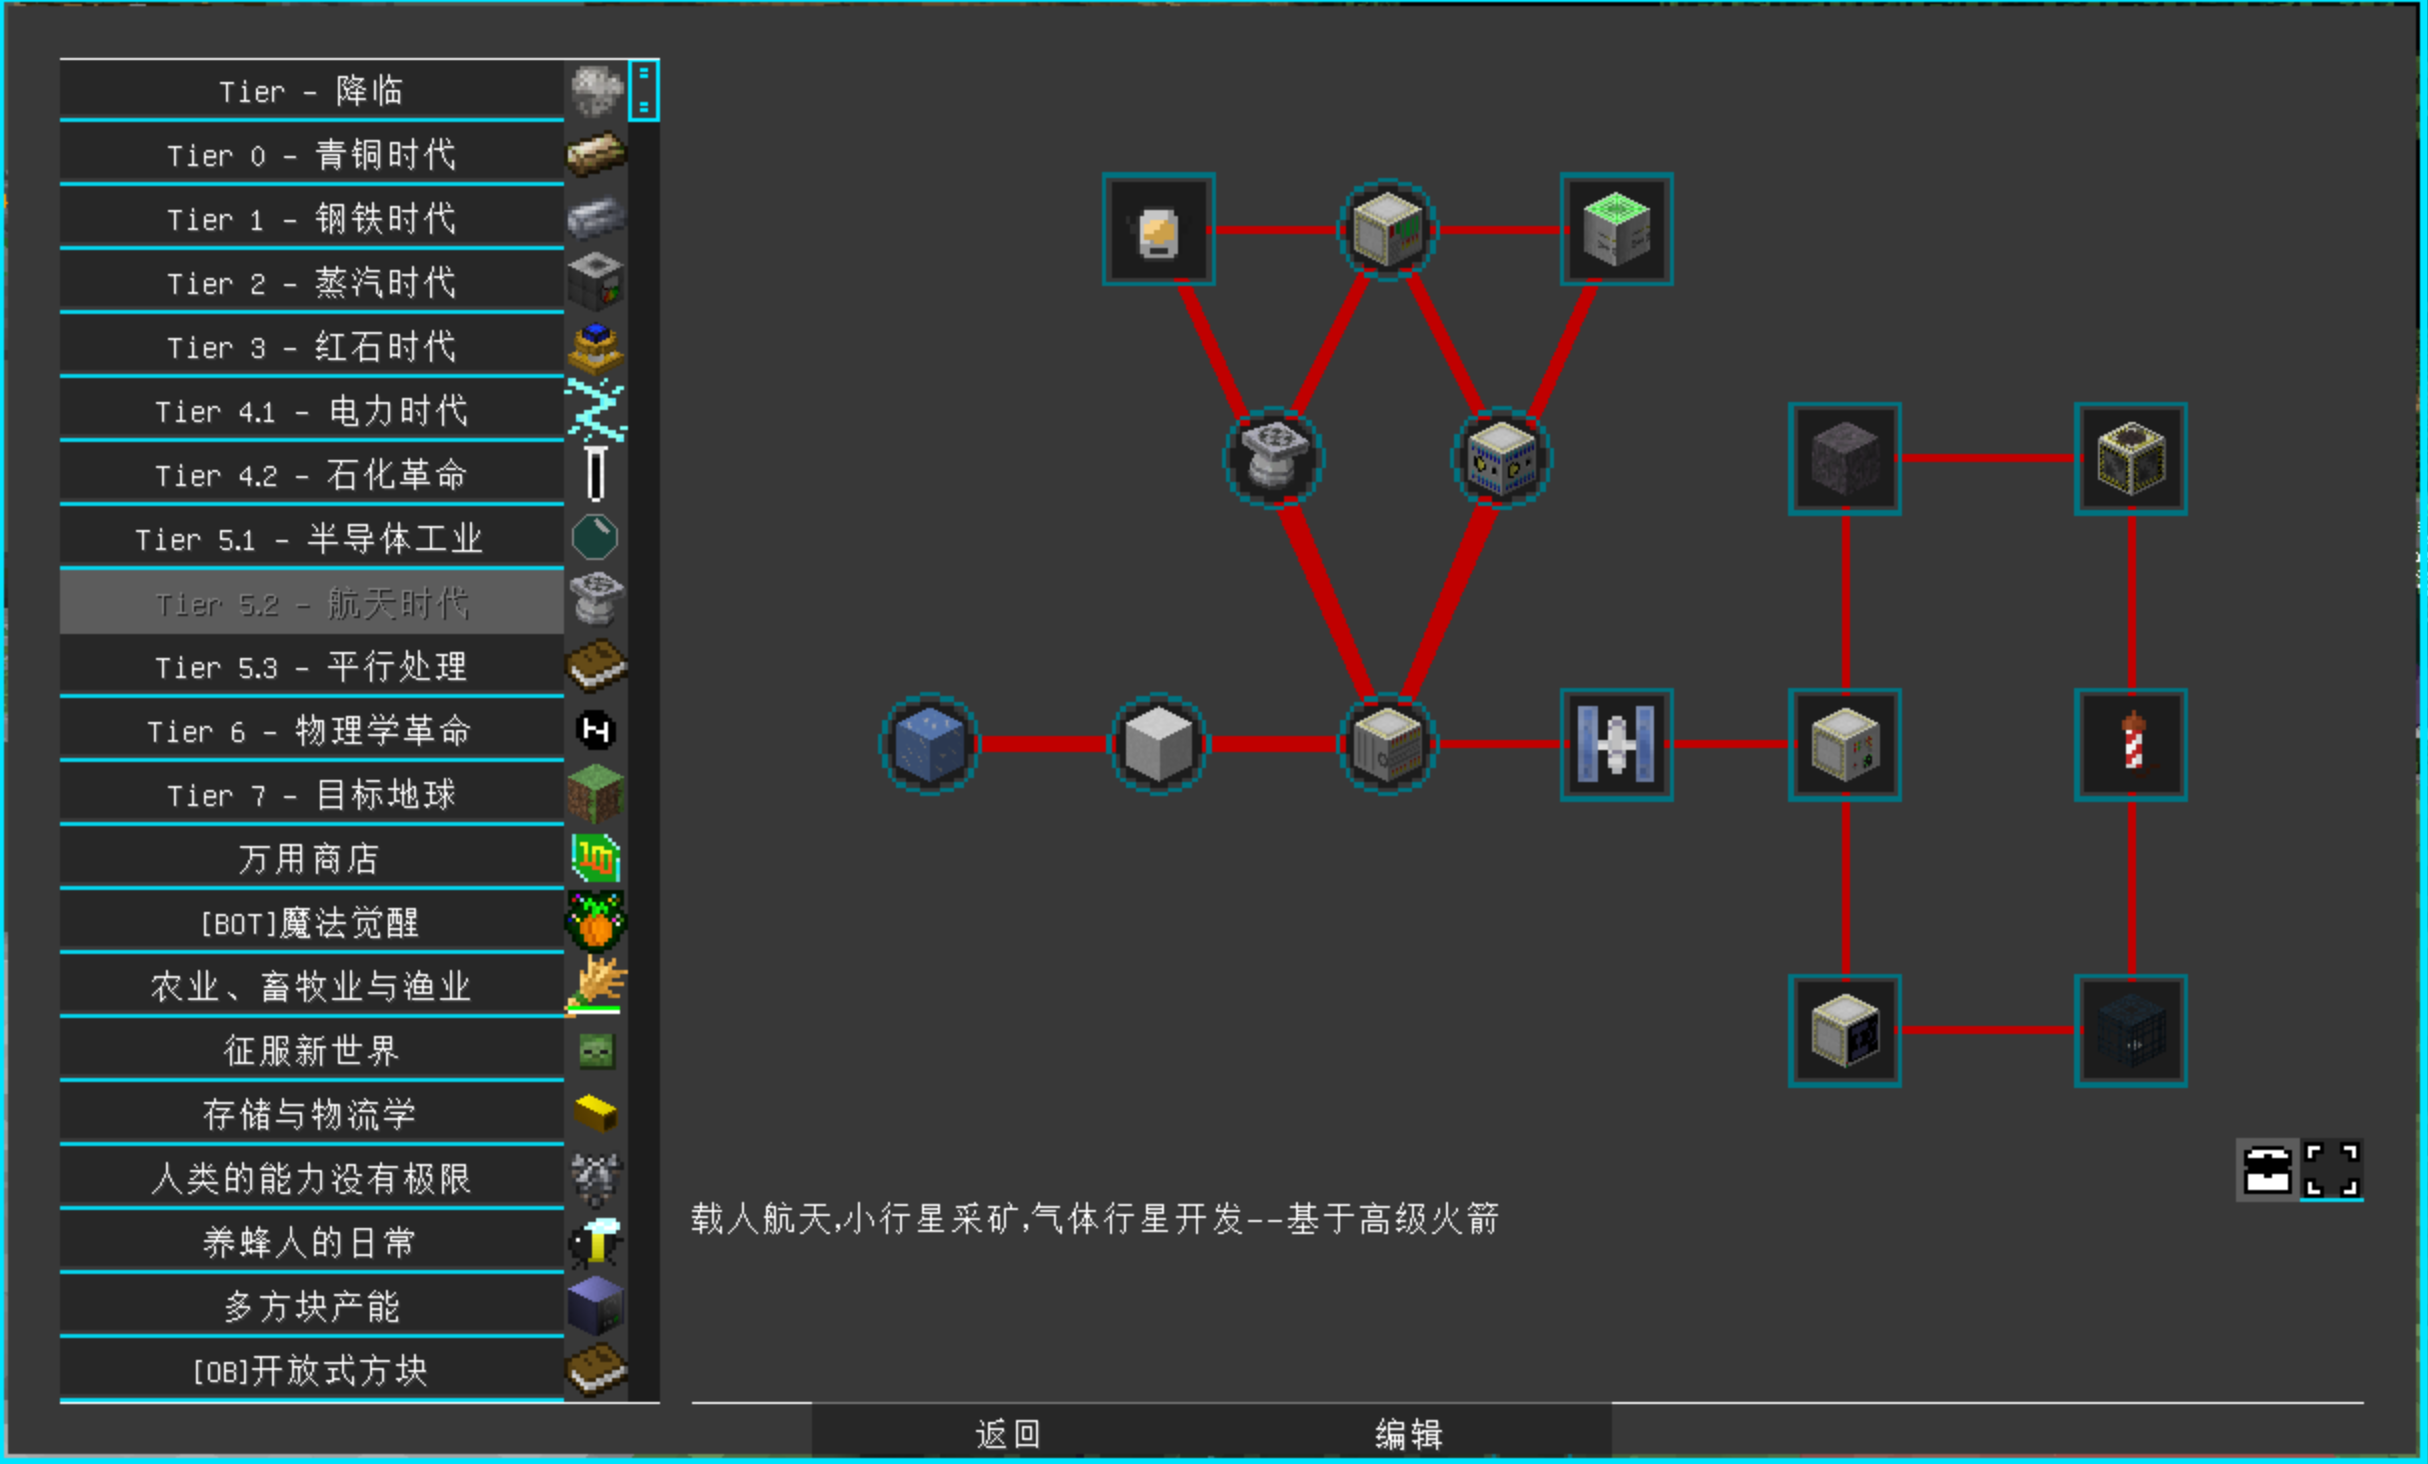 Tier - 降临
Tier 0 - 青铜时代
Tier 1 - 钢铁时代
Tier 2 - 蒸汽时代
Tier 3 - 红石时代
Tier 4.1 - 电力时代
Tier 4.2 - 石化革命
Tier 5.1 - 半导体工业
Tier 5.2 - 航天时代
Tier 5.3 - 平行处理
Tier 6 - 物理学革命
Tier 7 - 目标地球
万用商店
[BOT]魔法觉醒
农业、畜牧业与渔业
征服新世界
存储与物流学
人类的能力没有极限
养蜂人的日常
多方块产能
[OB]开放式方块
载人航天,小行星采矿,气体行星开发--基于高级火箭
返回
编辑